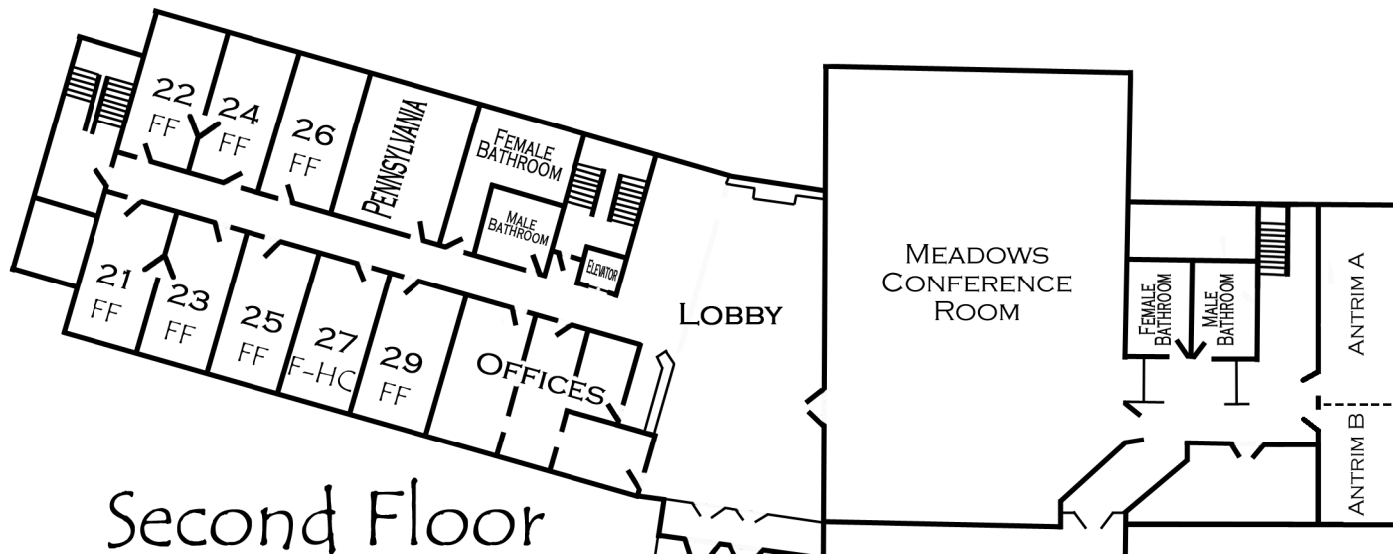 22
FF
24
FF
26
FF
PENNSYLVANIA
FEMALE
BATHROOM
MALE
BATHROOM
ELEVATOR
21
FF
23
FF
25
FF
27
F-HC
29
FF
OFFICES
LOBBY
MEADOWS
CONFERENCE
ROOM
FEMALE
BATHROOM
MALE
BATHROOM
ANTRIM A
ANTRIM B
Second Floor